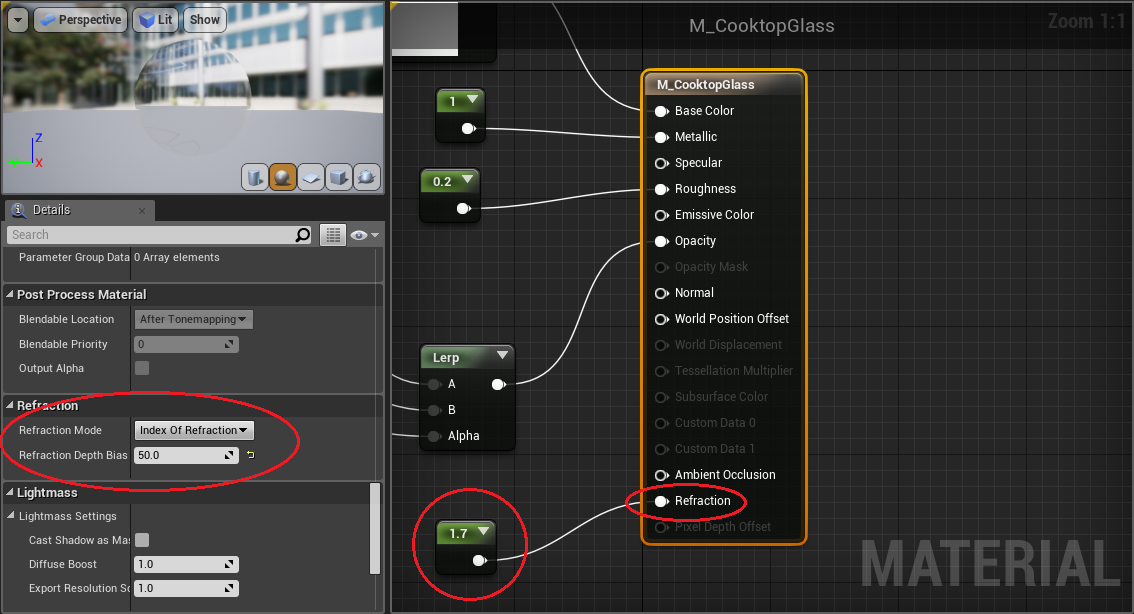 Perspective
Lit
Show
Z
X
Details
Search
Parameter Group Data 0 Array elements
Post Process Material
Blendable Location After Tonemapping
Blendable Priority 0
Output Alpha
Refraction
Refraction Mode Index Of Refraction
Refraction Depth Bias 50.0
Lightmass
Lightmass Settings
Cast Shadow as Mas
Diffuse Boost 1.0
Export Resolution Sc 1.0
M_CooktopGlass
Zoom 1:1
1
0.2
Lerp
A
B
Alpha
1.7
M_CooktopGlass
Base Color
Metallic
Specular
Roughness
Emissive Color
Opacity
Opacity Mask
Normal
World Position Offset
World Displacement
Tessellation Multiplier
Subsurface Color
Custom Data 0
Custom Data 1
Ambient Occlusion
Refraction
Pixel Depth Offset
MATERIAL